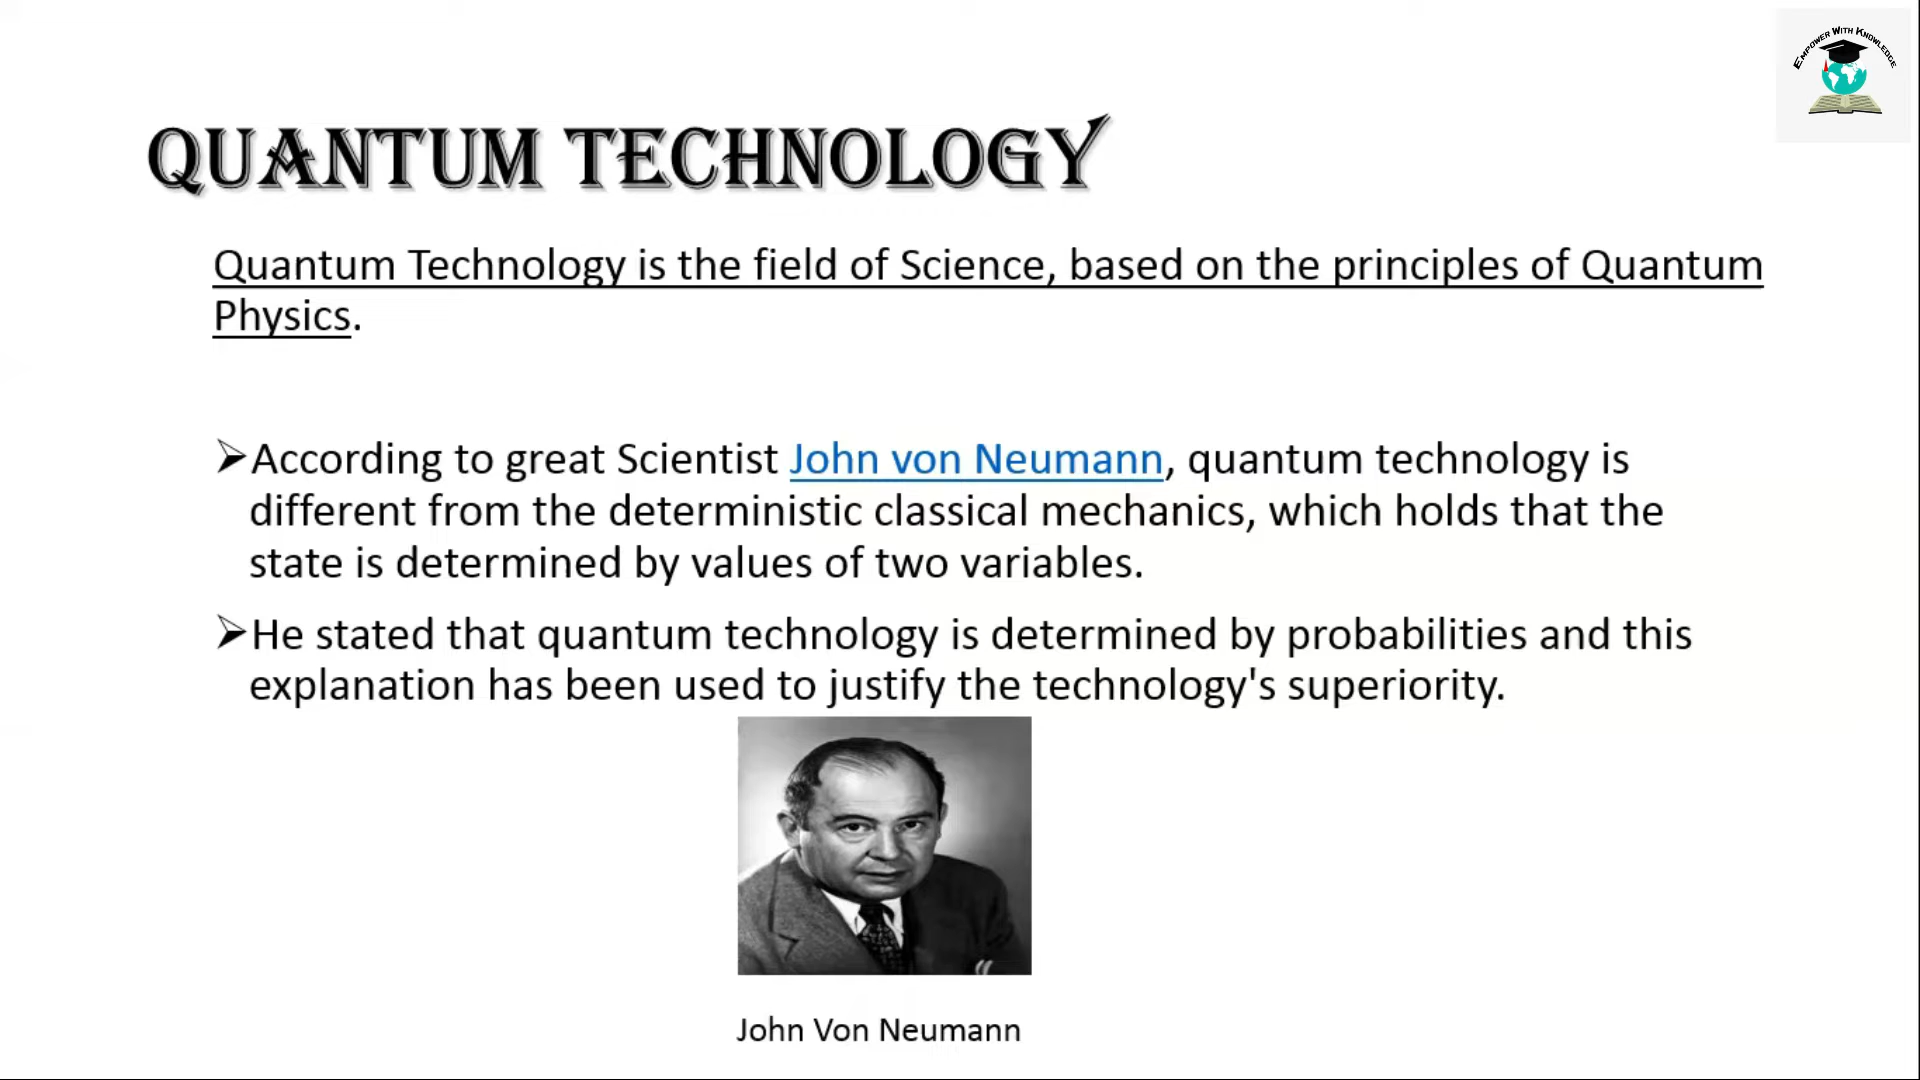 EMPOWER WITH KNOWLEDGE
QUANTUM TECHNOLOGY
Quantum Technology is the field of Science, based on the principles of Quantum
Physics.
➢According to great Scientist John von Neumann, quantum technology is
different from the deterministic classical mechanics, which holds that the
state is determined by values of two variables.
➢He stated that quantum technology is determined by probabilities and this
explanation has been used to justify the technology's superiority.
John Von Neumann